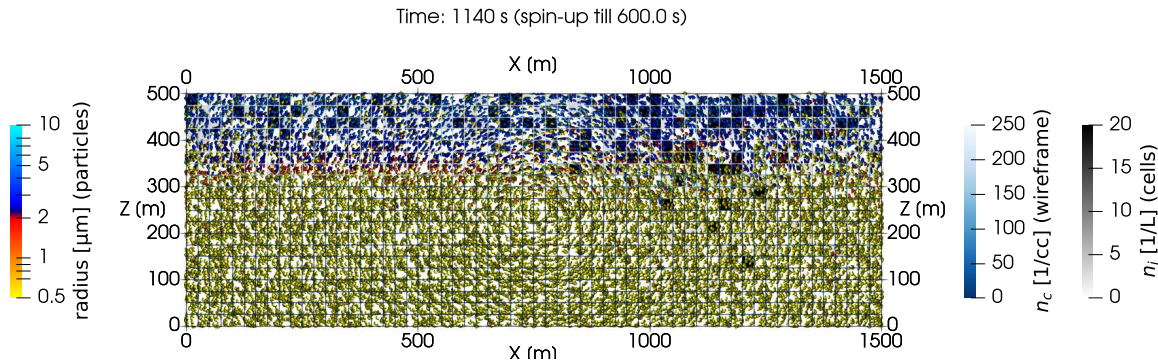 Time: 1140 s (spin-up till 600.0 s)
X (m)
0 500 1000 1500
500 500
400 400
300 300
Z (m) Z (m)
200 200
100 100
0 0
0 500 1000 1500
X (m)
10
5
2
1
0.5
radius [µm] (particles)
250
200
150
100
50
0
n_c [1/cc] (wireframe)
20
15
10
5
0
n_i [1/L] (cells)